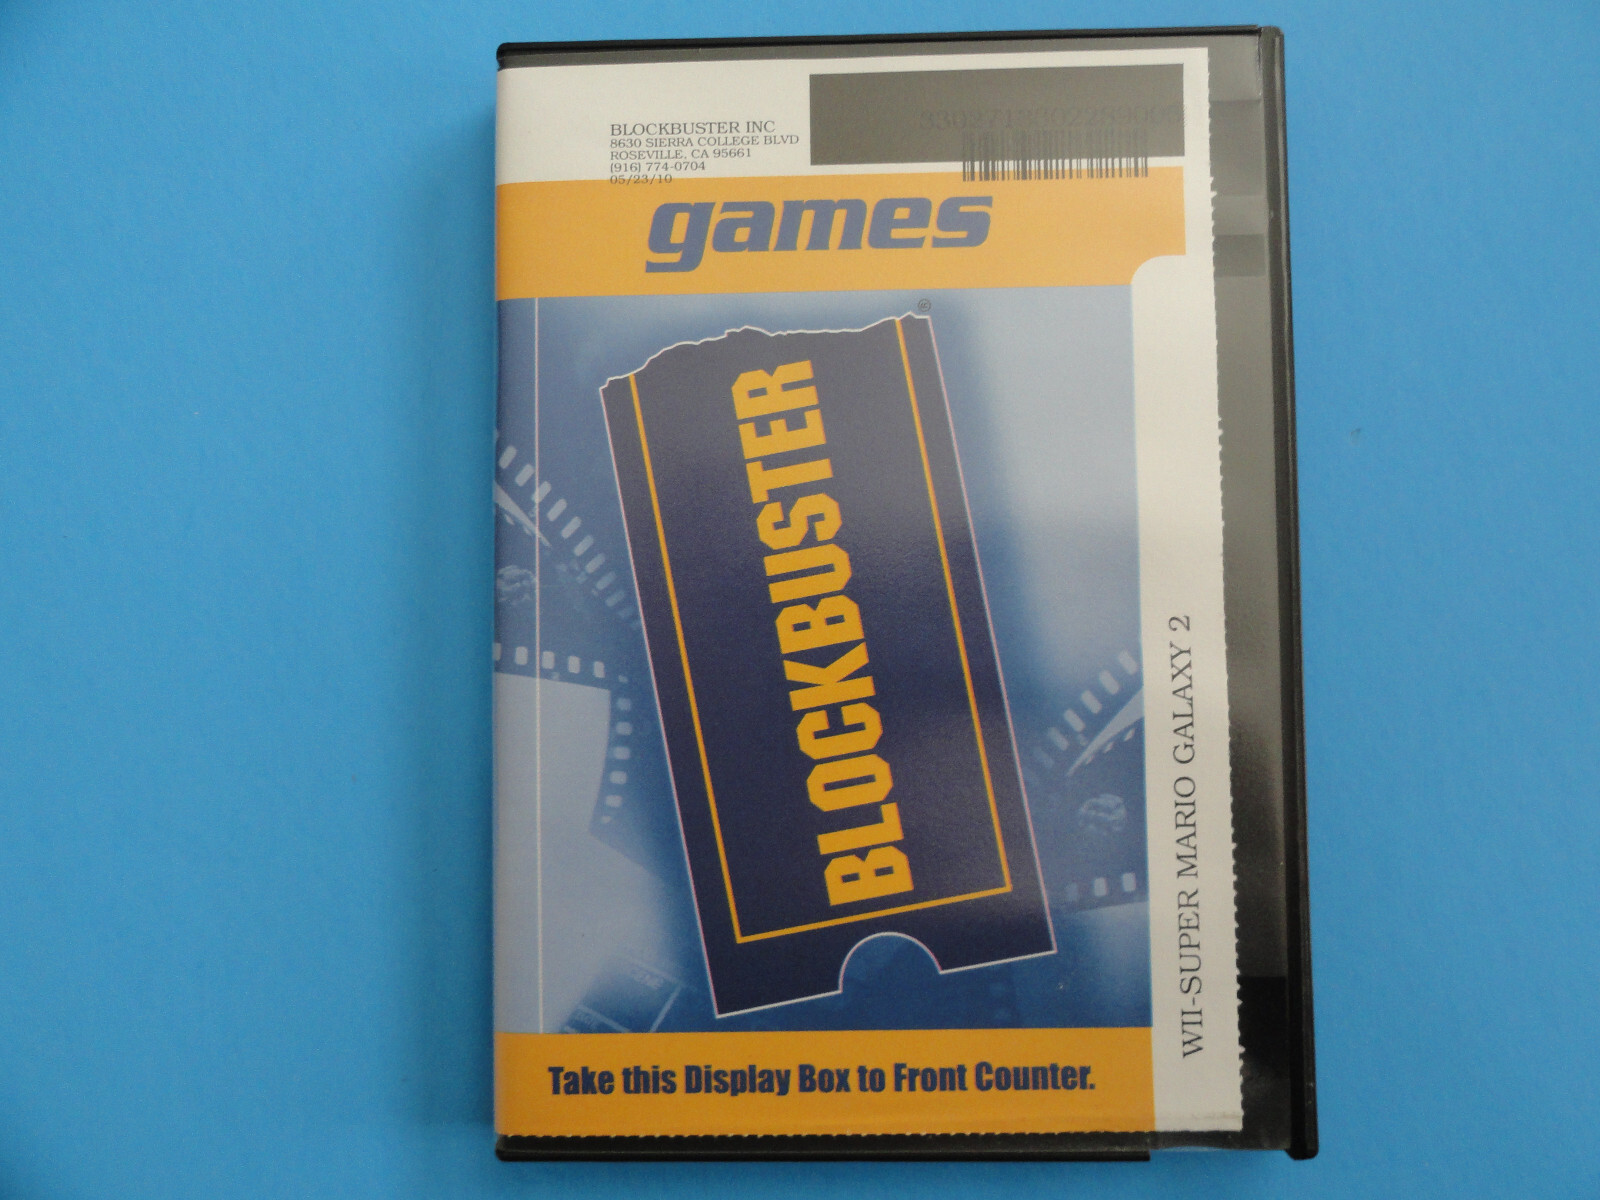 BLOCKBUSTER INC
8630 SIERRA COLLEGE BLVD
ROSEVILLE, CA 95661
(916) 774-0704
05/23/10
games
BLOCKBUSTER®
WII-SUPER MARIO GALAXY 2
Take this Display Box to Front Counter.